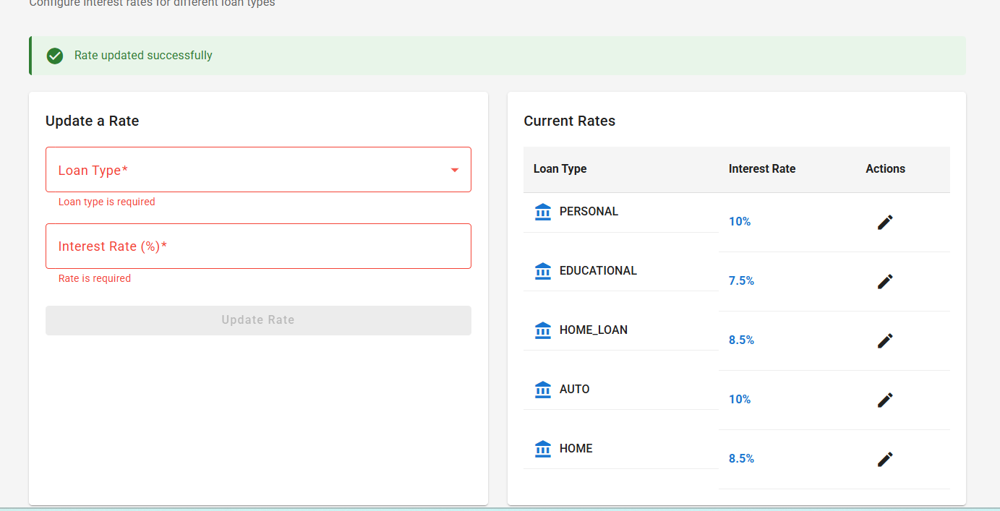 Configure interest rates for different loan types
Rate updated successfully
Update a Rate
Loan Type*
Loan type is required
Interest Rate (%)*
Rate is required
Update Rate
Current Rates
Loan Type Interest Rate Actions
PERSONAL 10%
EDUCATIONAL 7.5%
HOME_LOAN 8.5%
AUTO 10%
HOME 8.5%